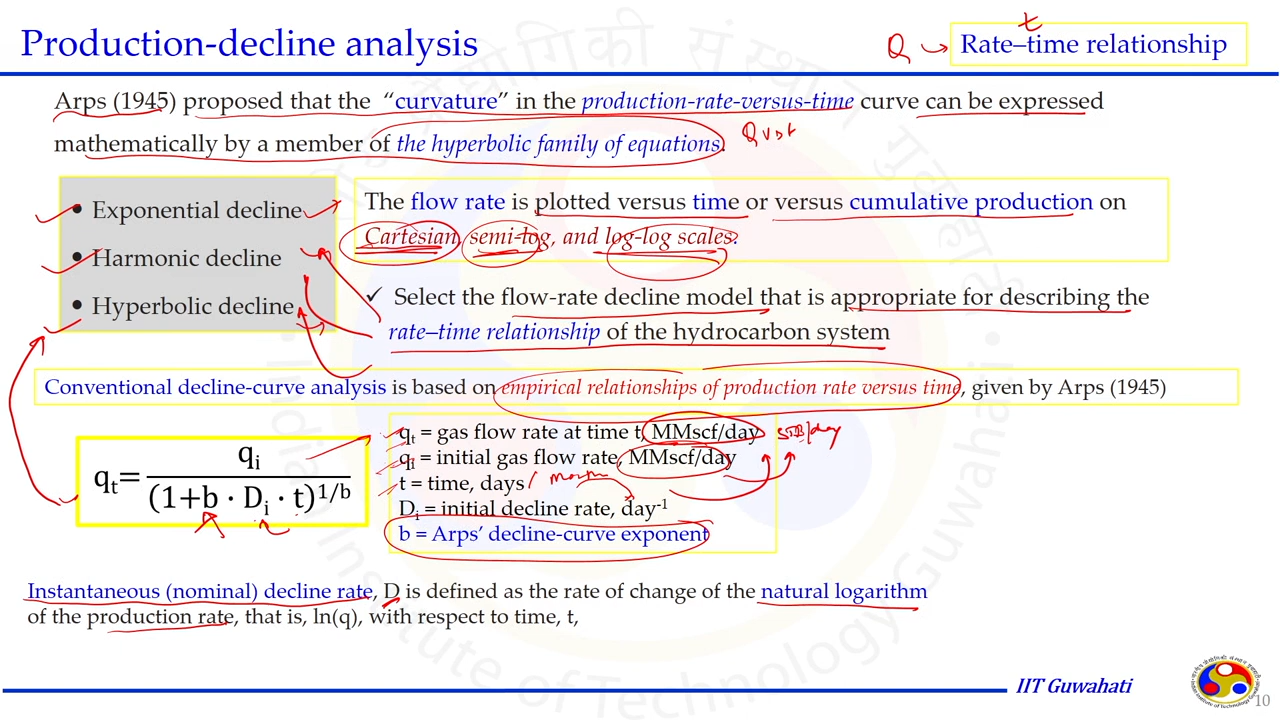 Production-decline analysis
Q → Rate–time relationship
t
Arps (1945) proposed that the “curvature” in the production-rate-versus-time curve can be expressed
mathematically by a member of the hyperbolic family of equations.
Q vs t
• Exponential decline
• Harmonic decline
• Hyperbolic decline
The flow rate is plotted versus time or versus cumulative production on
Cartesian, semi-log, and log-log scales.
✓ Select the flow-rate decline model that is appropriate for describing the
rate–time relationship of the hydrocarbon system
Conventional decline-curve analysis is based on empirical relationships of production rate versus time, given by Arps (1945)
qt= qi / (1+b · Di · t)^1/b
qt = gas flow rate at time t, MMscf/day STB/day
qi = initial gas flow rate, MMscf/day
t = time, days / month
Di = initial decline rate, day-1
b = Arps’ decline-curve exponent
Instantaneous (nominal) decline rate, D is defined as the rate of change of the natural logarithm
of the production rate, that is, ln(q), with respect to time, t,
IIT Guwahati
10
Indian Institute of Technology Guwahati